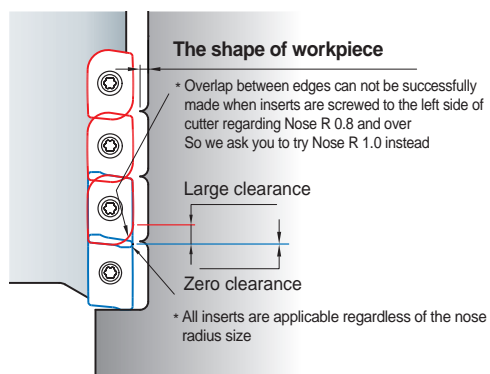 The shape of workpiece
* Overlap between edges can not be successfully
made when inserts are screwed to the left side of
cutter regarding Nose R 0.8 and over
So we ask you to try Nose R 1.0 instead
Large clearance
Zero clearance
* All inserts are applicable regardless of the nose
radius size